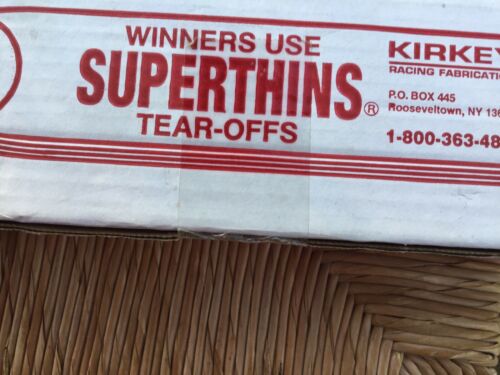 WINNERS USE
SUPERTHINS®
TEAR-OFFS
KIRKEY
RACING FABRICATIO
P.O. BOX 445
Rooseveltown, NY 136
1-800-363-48